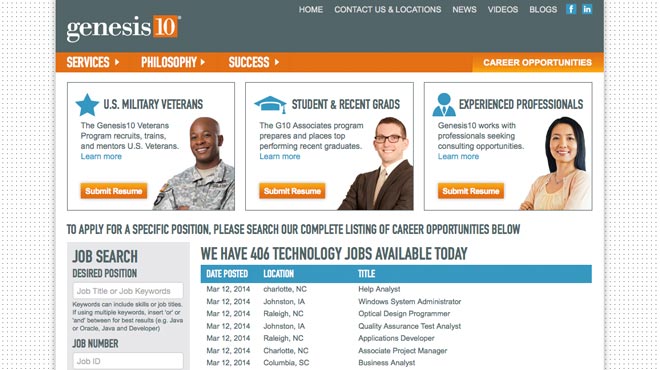 HOME CONTACT US & LOCATIONS NEWS VIDEOS BLOGS f in
genesis10
SERVICES PHILOSOPHY SUCCESS CAREER OPPORTUNITIES
U.S. MILITARY VETERANS
The Genesis10 Veterans
Program recruits, trains,
and mentors U.S. Veterans.
Learn more
Submit Resume
STUDENT & RECENT GRADS
The G10 Associates program
prepares and places top
performing recent graduates.
Learn more
Submit Resume
EXPERIENCED PROFESSIONALS
Genesis10 works with
professionals seeking
consulting opportunities.
Learn more
Submit Resume
TO APPLY FOR A SPECIFIC POSITION, PLEASE SEARCH OUR COMPLETE LISTING OF CAREER OPPORTUNITIES BELOW
JOB SEARCH
DESIRED POSITION
Job Title or Job Keywords
Keywords can include skills or job titles.
If using multiple keywords, insert 'or' or
'and' between for best results (e.g. Java
or Oracle, Java and Developer)
JOB NUMBER
Job ID
WE HAVE 406 TECHNOLOGY JOBS AVAILABLE TODAY
DATE POSTED LOCATION TITLE
Mar 12, 2014 charlotte, NC Help Analyst
Mar 12, 2014 Johnston, IA Windows System Administrator
Mar 12, 2014 Raleigh, NC Optical Design Programmer
Mar 12, 2014 Johnston, IA Quality Assurance Test Analyst
Mar 12, 2014 Raleigh, NC Applications Developer
Mar 12, 2014 Charlotte, NC Associate Project Manager
Mar 12, 2014 Columbia, SC Business Analyst